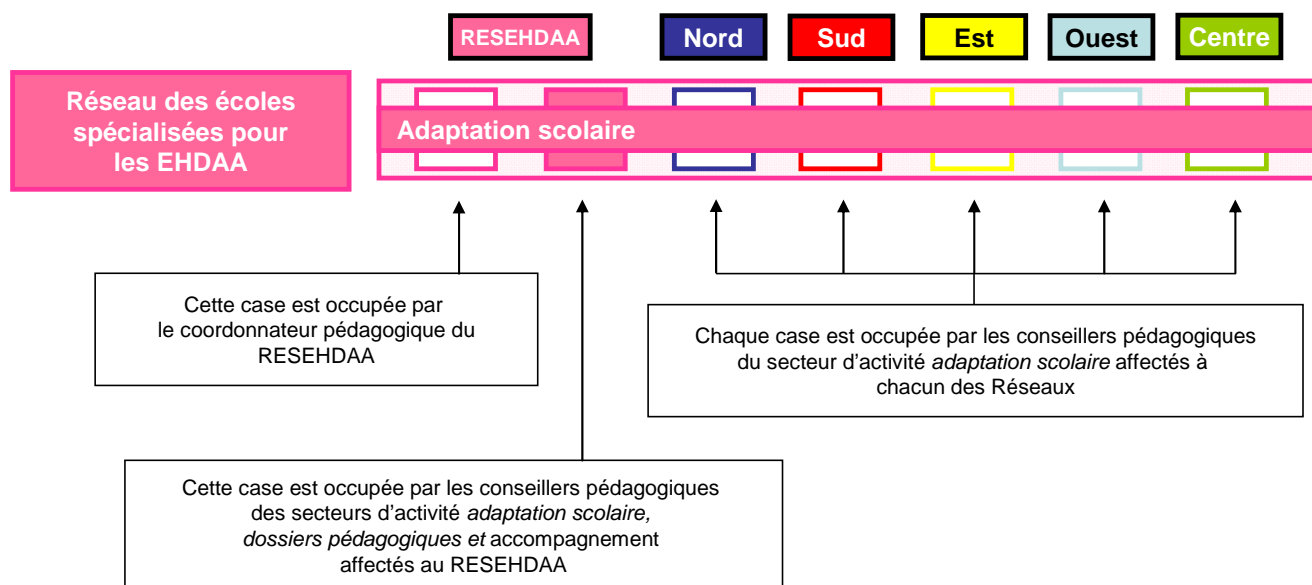 RESEHDAA
Nord
Sud
Est
Ouest
Centre
Réseau des écoles
spécialisées pour
les EHDAA
Adaptation scolaire
Cette case est occupée par
le coordonnateur pédagogique du
RESEHDAA
Chaque case est occupée par les conseillers pédagogiques
du secteur d’activité adaptation scolaire affectés à
chacun des Réseaux
Cette case est occupée par les conseillers pédagogiques
des secteurs d’activité adaptation scolaire,
dossiers pédagogiques et accompagnement
affectés au RESEHDAA